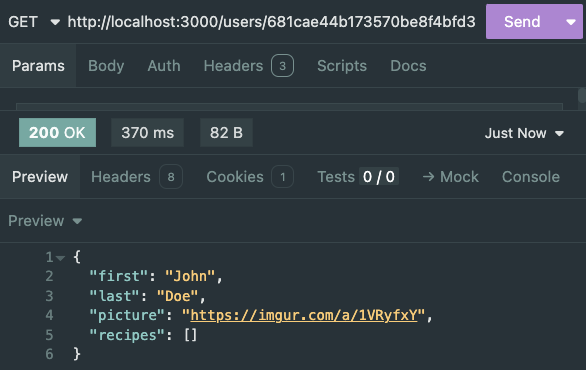 GET http://localhost:3000/users/681cae44b173570be8f4bfd3 Send
Params Body Auth Headers 3 Scripts Docs
200 OK 370 ms 82 B Just Now
Preview Headers 8 Cookies 1 Tests 0 / 0 → Mock Console
Preview
1 {
2 "first": "John",
3 "last": "Doe",
4 "picture": "https://imgur.com/a/1VRyfxY",
5 "recipes": []
6 }